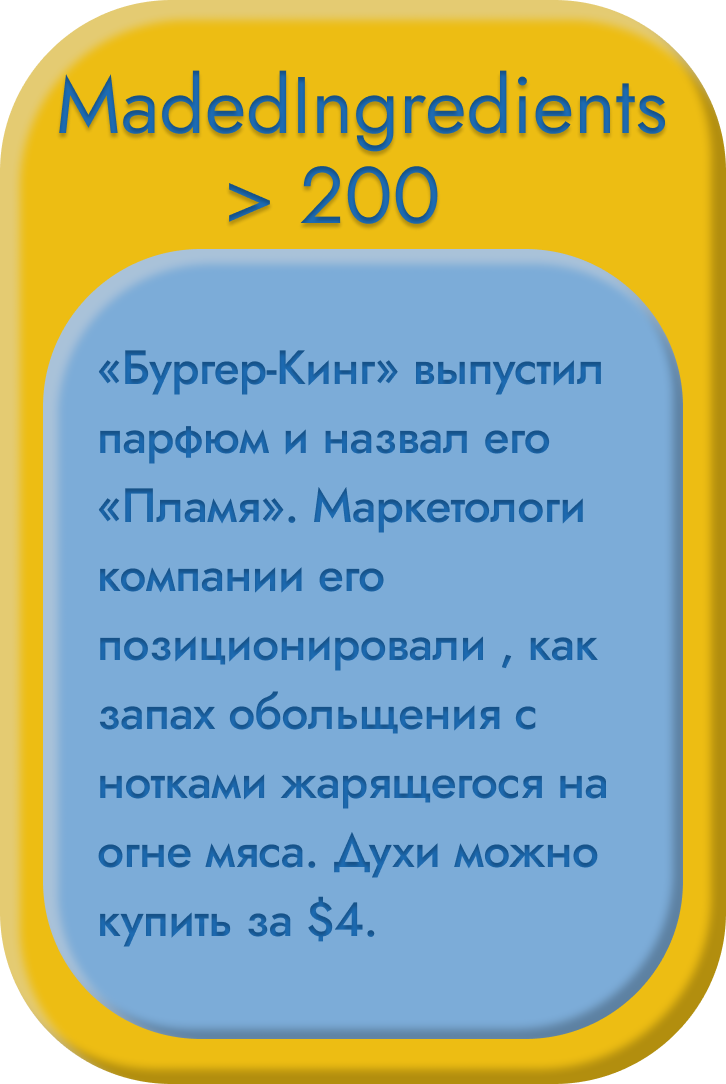 MadedIngredients
> 200
«Бургер-Кинг» выпустил
парфюм и назвал его
«Пламя». Маркетологи
компании его
позиционировали , как
запах обольщения с
нотками жарящегося на
огне мяса. Духи можно
купить за $4.